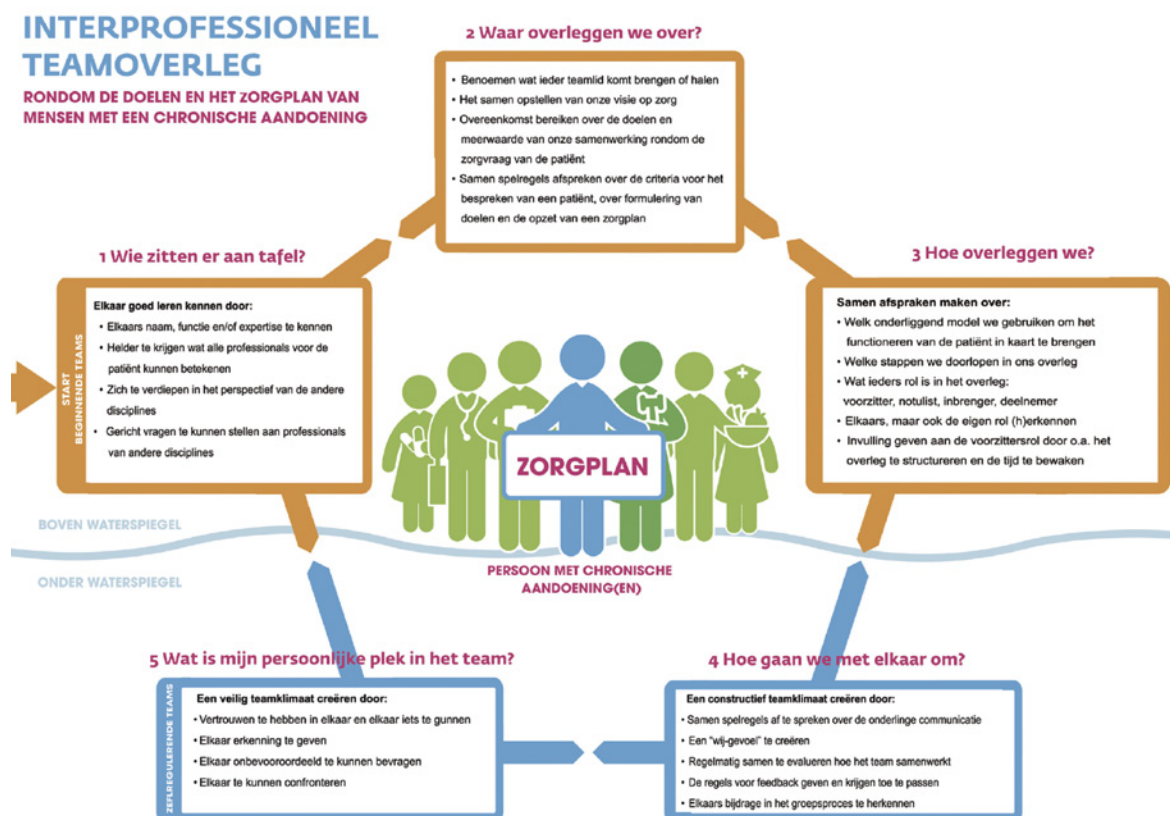 INTERPROFESSIONEEL
TEAMOVERLEG
RONDOM DE DOELEN EN HET ZORGPLAN VAN
MENSEN MET EEN CHRONISCHE AANDOENING
2 Waar overleggen we over?
• Benoemen wat ieder teamlid komt brengen of halen
• Het samen opstellen van onze visie op zorg
• Overeenkomst bereiken over de doelen en
meerwaarde van onze samenwerking rondom de
zorgvraag van de patiënt
• Samen spelregels afspreken over de criteria voor het
bespreken van een patiënt, over formulering van
doelen en de opzet van een zorgplan
1 Wie zitten er aan tafel?
START
BEGINNENDE TEAMS
Elkaar goed leren kennen door:
• Elkaars naam, functie en/of expertise te kennen
• Helder te krijgen wat alle professionals voor de
patiënt kunnen betekenen
• Zich te verdiepen in het perspectief van de andere
disciplines
• Gericht vragen te kunnen stellen aan professionals
van andere disciplines
3 Hoe overleggen we?
Samen afspraken maken over:
• Welk onderliggend model we gebruiken om het
functioneren van de patiënt in kaart te brengen
• Welke stappen we doorlopen in ons overleg
• Wat ieders rol is in het overleg:
voorzitter, notulist, inbrenger, deelnemer
• Elkaars, maar ook de eigen rol (h)erkennen
• Invulling geven aan de voorzittersrol door o.a. het
overleg te structureren en de tijd te bewaken
ZORGPLAN
BOVEN WATERSPIEGEL
ONDER WATERSPIEGEL
PERSOON MET CHRONISCHE
AANDOENING(EN)
5 Wat is mijn persoonlijke plek in het team?
ZEFLREGULERENDE TEAMS
Een veilig teamklimaat creëren door:
• Vertrouwen te hebben in elkaar en elkaar iets te gunnen
• Elkaar erkenning te geven
• Elkaar onbevooroordeeld te kunnen bevragen
• Elkaar te kunnen confronteren
4 Hoe gaan we met elkaar om?
Een constructief teamklimaat creëren door:
• Samen spelregels af te spreken over de onderlinge communicatie
• Een "wij-gevoel" te creëren
• Regelmatig samen te evalueren hoe het team samenwerkt
• De regels voor feedback geven en krijgen toe te passen
• Elkaars bijdrage in het groepsproces te herkennen